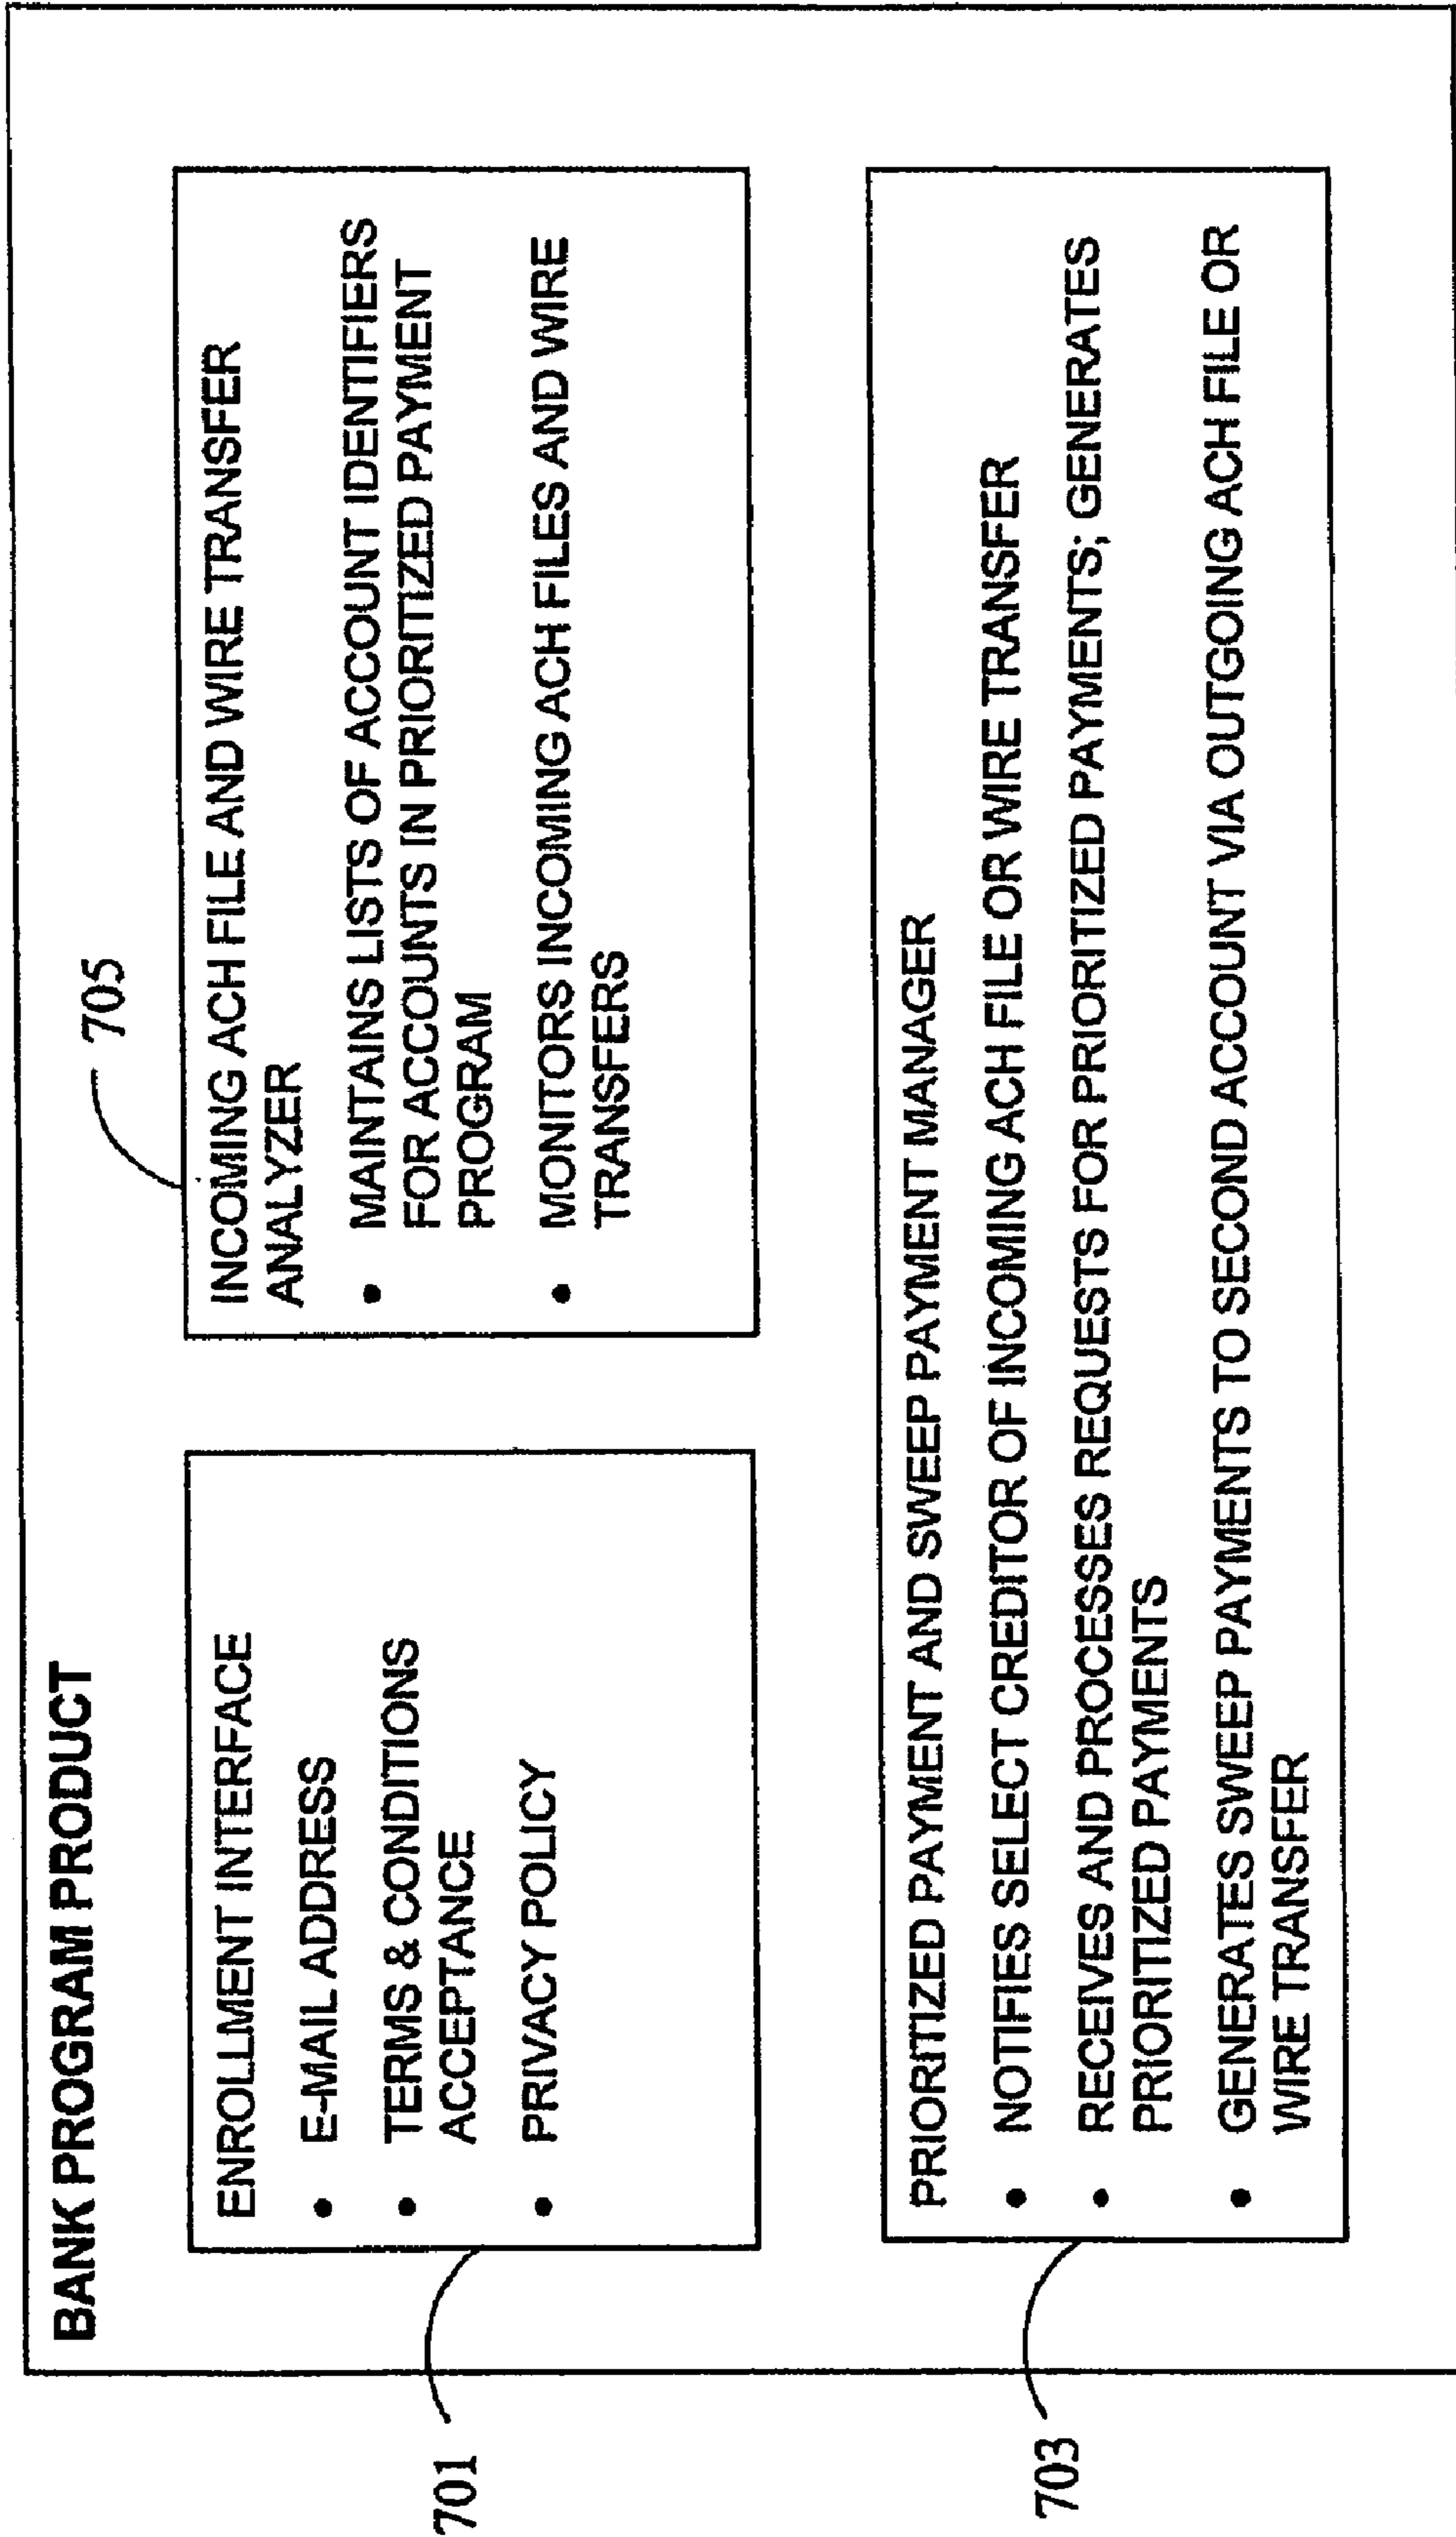 BANK PROGRAM PRODUCT
701
ENROLLMENT INTERFACE
• E-MAIL ADDRESS
• TERMS & CONDITIONS
ACCEPTANCE
• PRIVACY POLICY
705
INCOMING ACH FILE AND WIRE TRANSFER
ANALYZER
• MAINTAINS LISTS OF ACCOUNT IDENTIFIERS
FOR ACCOUNTS IN PRIORITIZED PAYMENT
PROGRAM
• MONITORS INCOMING ACH FILES AND WIRE
TRANSFERS
703
PRIORITIZED PAYMENT AND SWEEP PAYMENT MANAGER
• NOTIFIES SELECT CREDITOR OF INCOMING ACH FILE OR WIRE TRANSFER
• RECEIVES AND PROCESSES REQUESTS FOR PRIORITIZED PAYMENTS; GENERATES
PRIORITIZED PAYMENTS
• GENERATES SWEEP PAYMENTS TO SECOND ACCOUNT VIA OUTGOING ACH FILE OR
WIRE TRANSFER